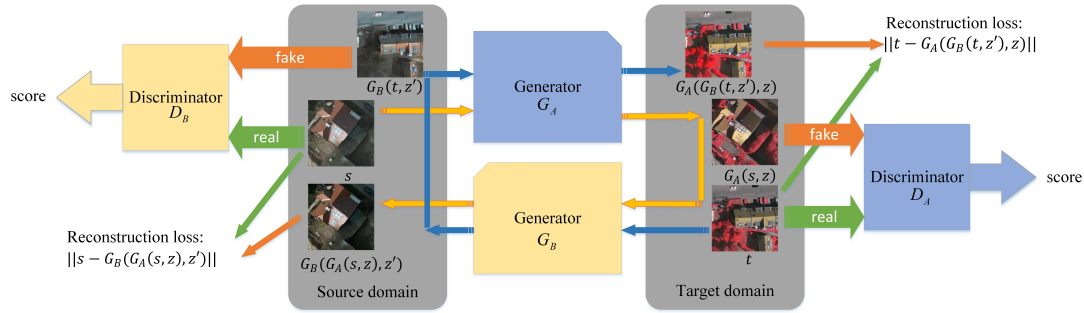 score
Discriminator
D_B
fake
real
G_B(t, z′)
s
G_B(G_A(s, z), z′)
Source domain
Reconstruction loss:
||s − G_B(G_A(s, z), z′)||
Generator
G_A
Generator
G_B
G_A(G_B(t, z′), z)
G_A(s, z)
t
Target domain
Reconstruction loss:
||t − G_A(G_B(t, z′), z)||
fake
real
Discriminator
D_A
score